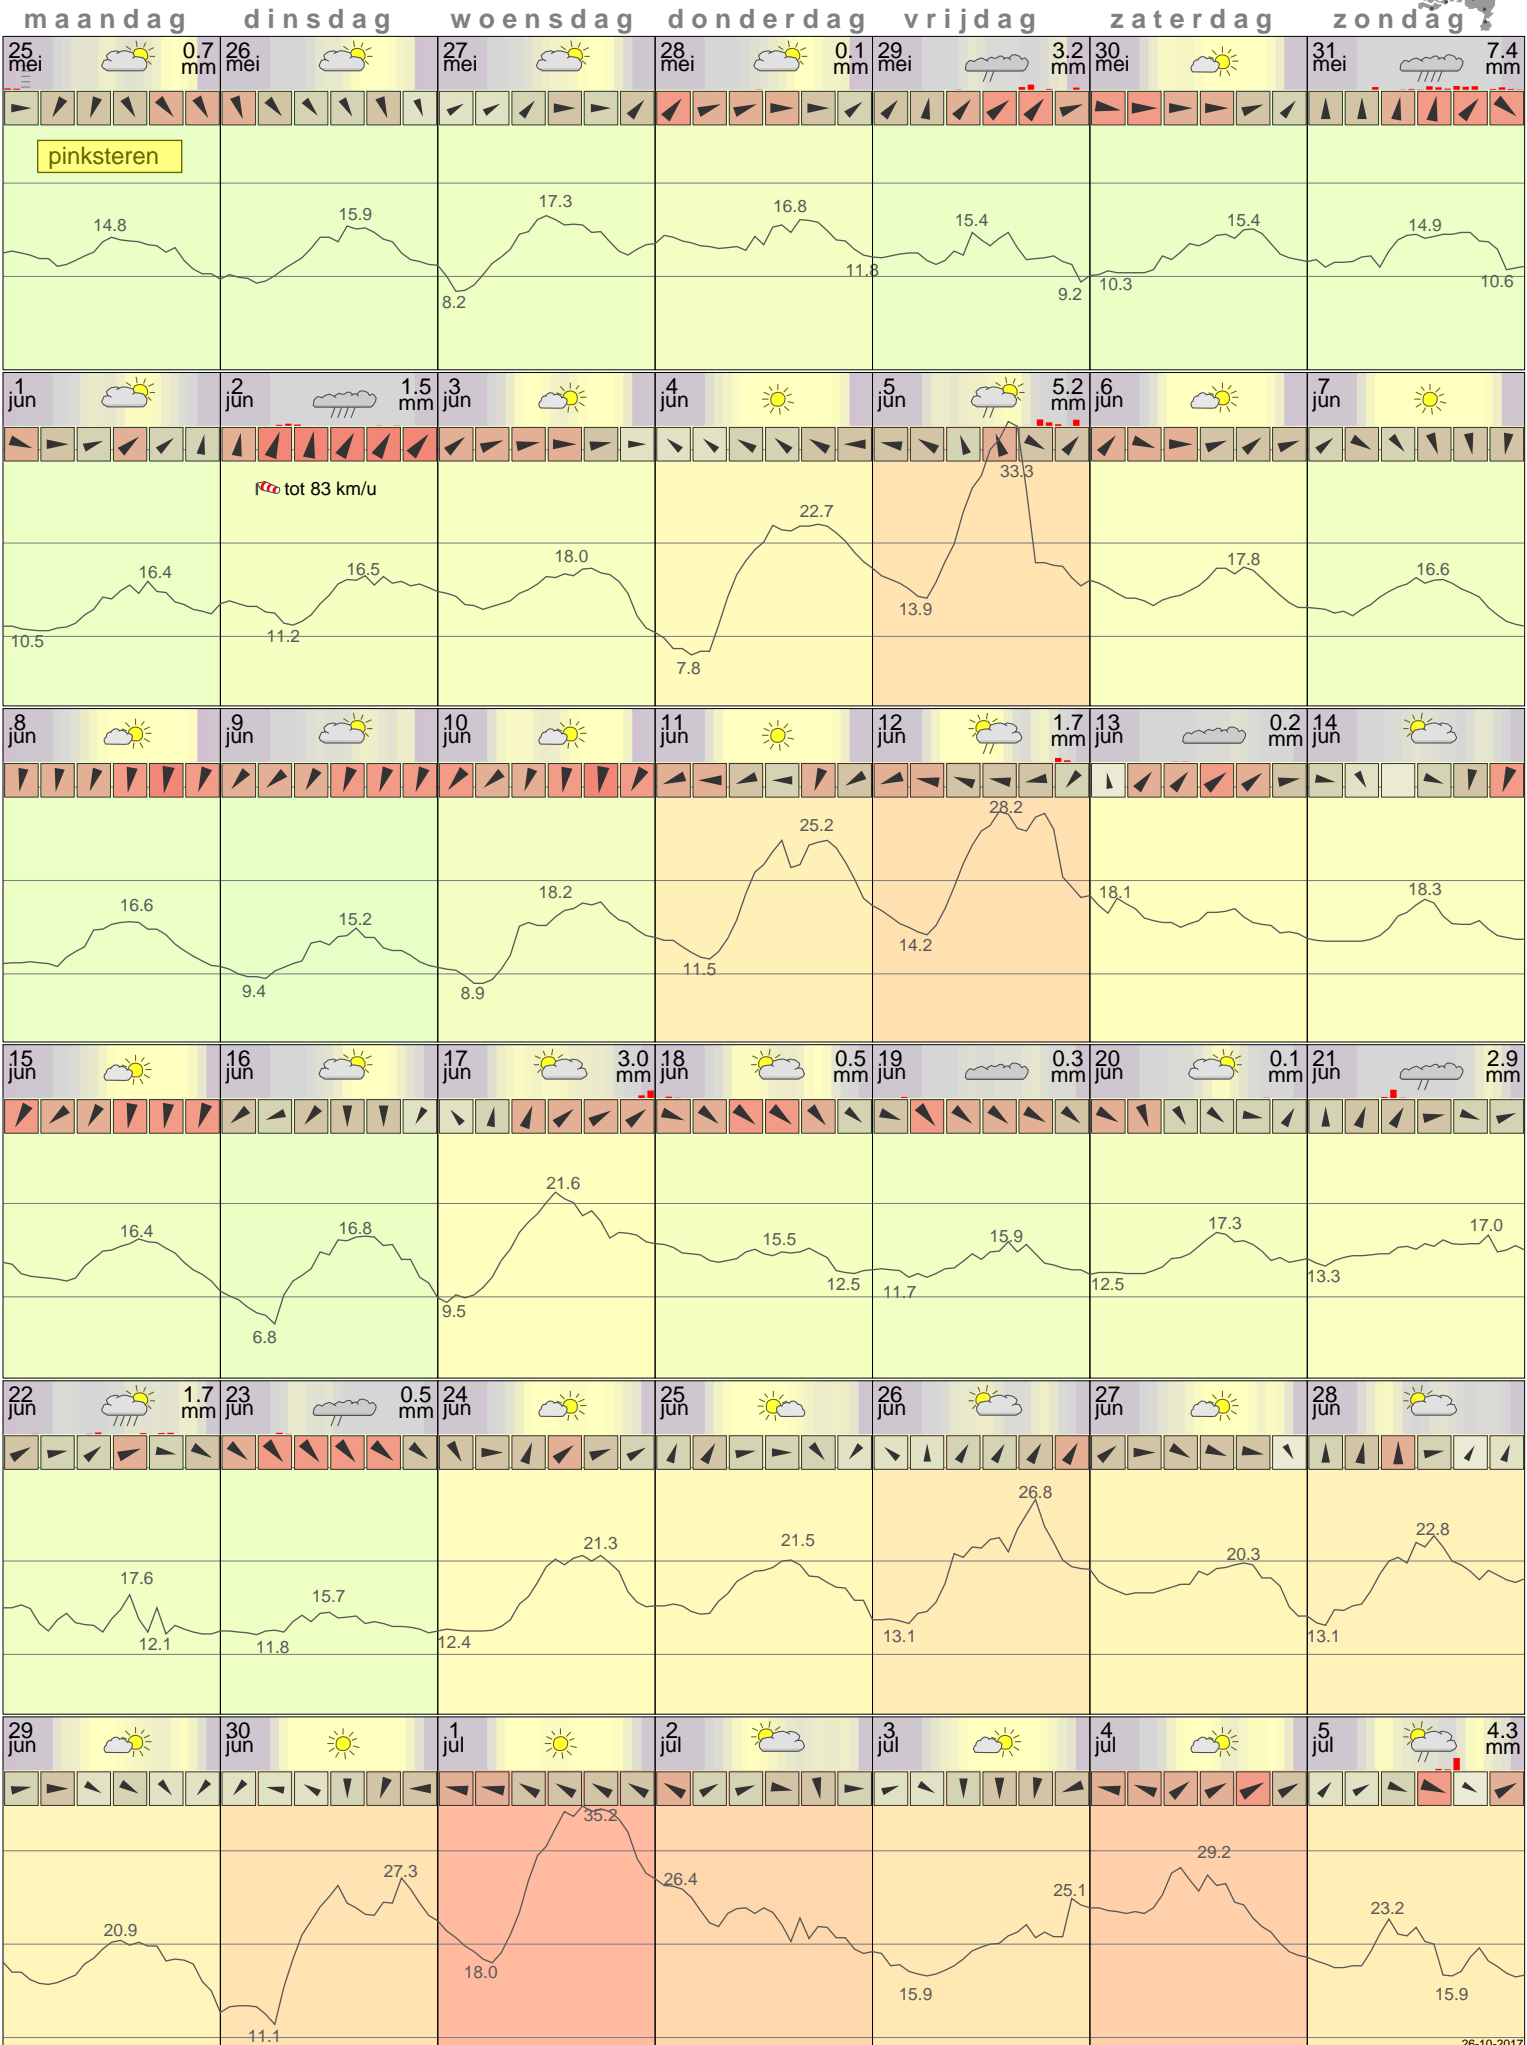 maandag dinsdag woensdag donderdag vrijdag zaterdag zondag
25 mei 0.7 mm 26 mei 27 mei 28 mei 0.1 mm 29 mei 3.2 mm 30 mei 31 mei 7.4 mm
pinksteren
14.8 15.9 8.2 17.3 16.8 11.8 15.4 9.2 10.3 15.4 14.9 10.6
1 jun 2 jun 1.5 mm 3 jun 4 jun 5 jun 5.2 mm 6 jun 7 jun
tot 83 km/u
10.5 16.4 11.2 16.5 18.0 7.8 22.7 13.9 33.3 17.8 16.6
8 jun 9 jun 10 jun 11 jun 12 jun 1.7 mm 13 jun 0.2 mm 14 jun
16.6 9.4 15.2 8.9 18.2 11.5 25.2 14.2 28.2 18.1 18.3
15 jun 16 jun 17 jun 3.0 mm 18 jun 0.5 mm 19 jun 0.3 mm 20 jun 0.1 mm 21 jun 2.9 mm
16.4 6.8 16.8 9.5 21.6 15.5 12.5 11.7 15.9 12.5 17.3 13.3 17.0
22 jun 1.7 mm 23 jun 0.5 mm 24 jun 25 jun 26 jun 27 jun 28 jun
17.6 12.1 11.8 15.7 12.4 21.3 21.5 13.1 26.8 20.3 13.1 22.8
29 jun 30 jun 1 jul 2 jul 3 jul 4 jul 5 jul 4.3 mm
20.9 11.1 27.3 18.0 35.2 26.4 15.9 25.1 29.2 23.2 15.9
26-10-2017